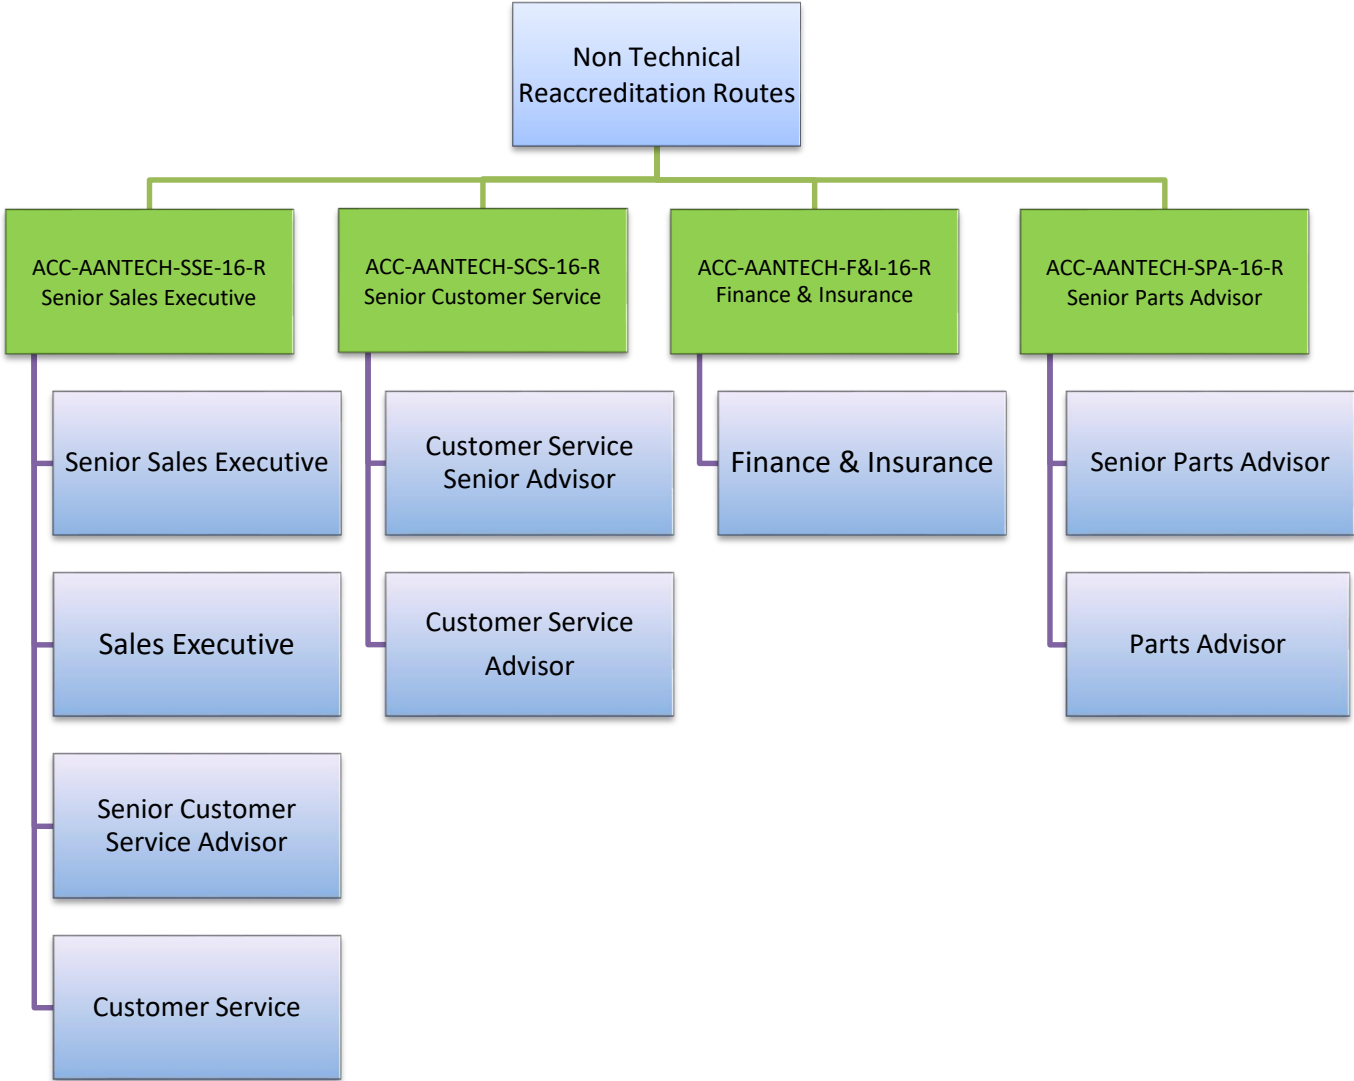 Non Technical
Reaccreditation Routes
ACC-AANTECH-SSE-16-R
Senior Sales Executive
ACC-AANTECH-SCS-16-R
Senior Customer Service
ACC-AANTECH-F&I-16-R
Finance & Insurance
ACC-AANTECH-SPA-16-R
Senior Parts Advisor
Senior Sales Executive
Sales Executive
Senior Customer
Service Advisor
Customer Service
Customer Service
Senior Advisor
Customer Service
Advisor
Finance & Insurance
Senior Parts Advisor
Parts Advisor